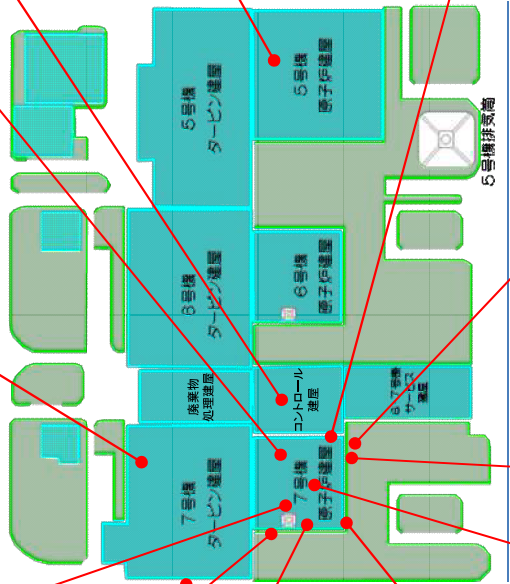 5号機
タービン建屋
5号機
原子炉建屋
5号機排気筒
6号機
タービン建屋
6号機
原子炉建屋
廃棄物
処理建屋
コントロール
建屋
6・7号機
サービス
建屋
7号機
タービン建屋
7号機
原子炉建屋